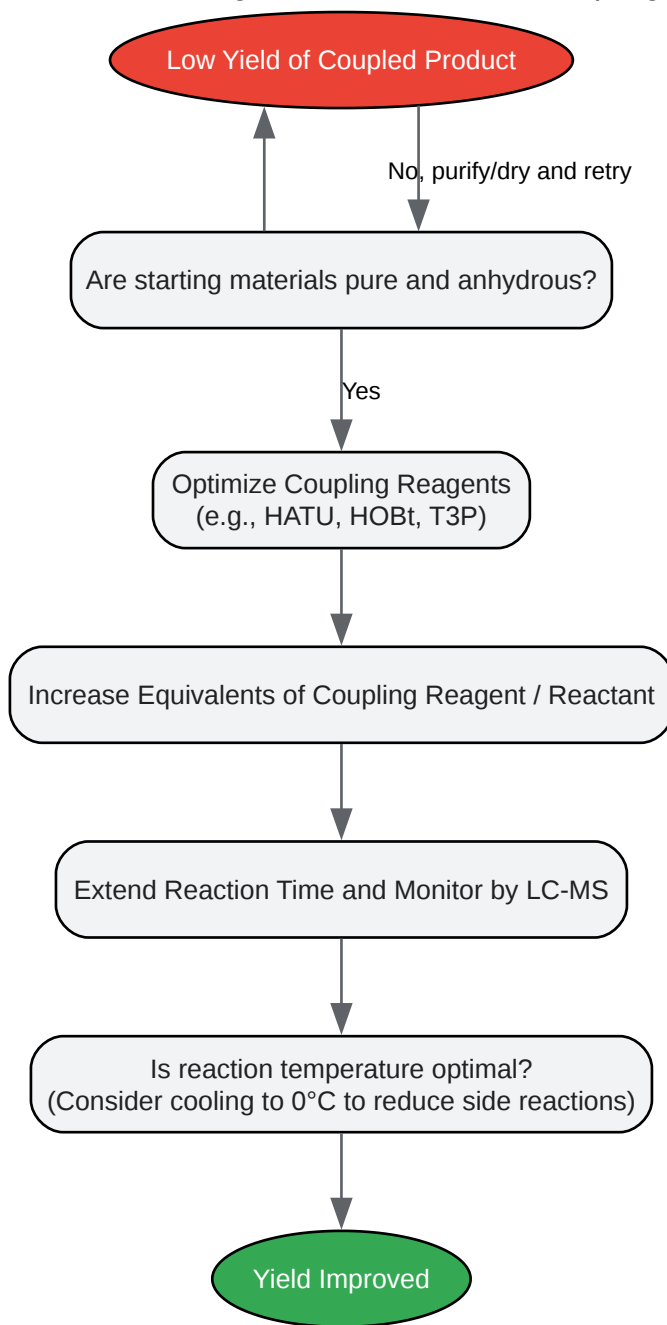 Low Yield of Coupled Product
No, purify/dry and retry
Are starting materials pure and anhydrous?
Yes
Optimize Coupling Reagents
(e.g., HATU, HOBt, T3P)
Increase Equivalents of Coupling Reagent / Reactant
Extend Reaction Time and Monitor by LC-MS
Is reaction temperature optimal?
(Consider cooling to 0°C to reduce side reactions)
Yield Improved